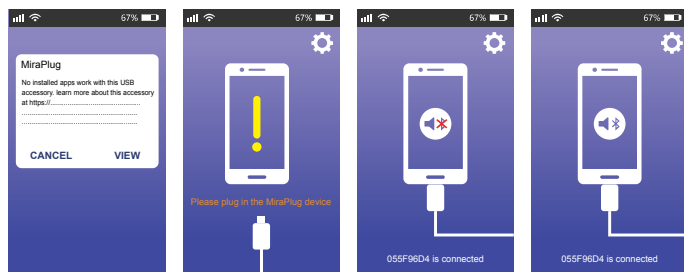 67%
MiraPlug
No installed apps work with this USB
accessory. learn more about this accessory
at https://............................................
..........................................................
..........................................................
CANCEL VIEW
67%
Please plug in the MiraPlug device
67%
055F96D4 is connected
67%
055F96D4 is connected